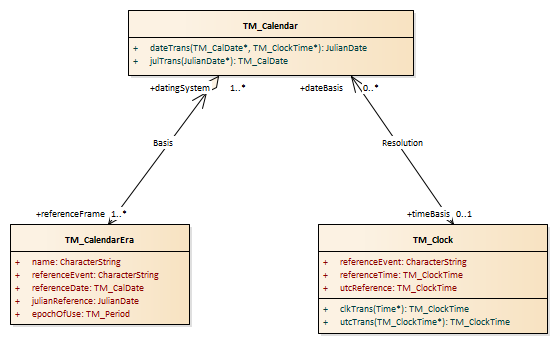 TM_Calendar
+ dateTrans(TM_CalDate*, TM_ClockTime*): JulianDate
+ julTrans(JulianDate*): TM_CalDate
+datingSystem 1..* +dateBasis 0..*
Basis Resolution
+referenceFrame 1..* +timeBasis 0..1
TM_CalendarEra
+ name: CharacterString
+ referenceEvent: CharacterString
+ referenceDate: TM_CalDate
+ julianReference: JulianDate
+ epochOfUse: TM_Period
TM_Clock
+ referenceEvent: CharacterString
+ referenceTime: TM_ClockTime
+ utcReference: TM_ClockTime
+ clkTrans(Time*): TM_ClockTime
+ utcTrans(TM_ClockTime*): TM_ClockTime